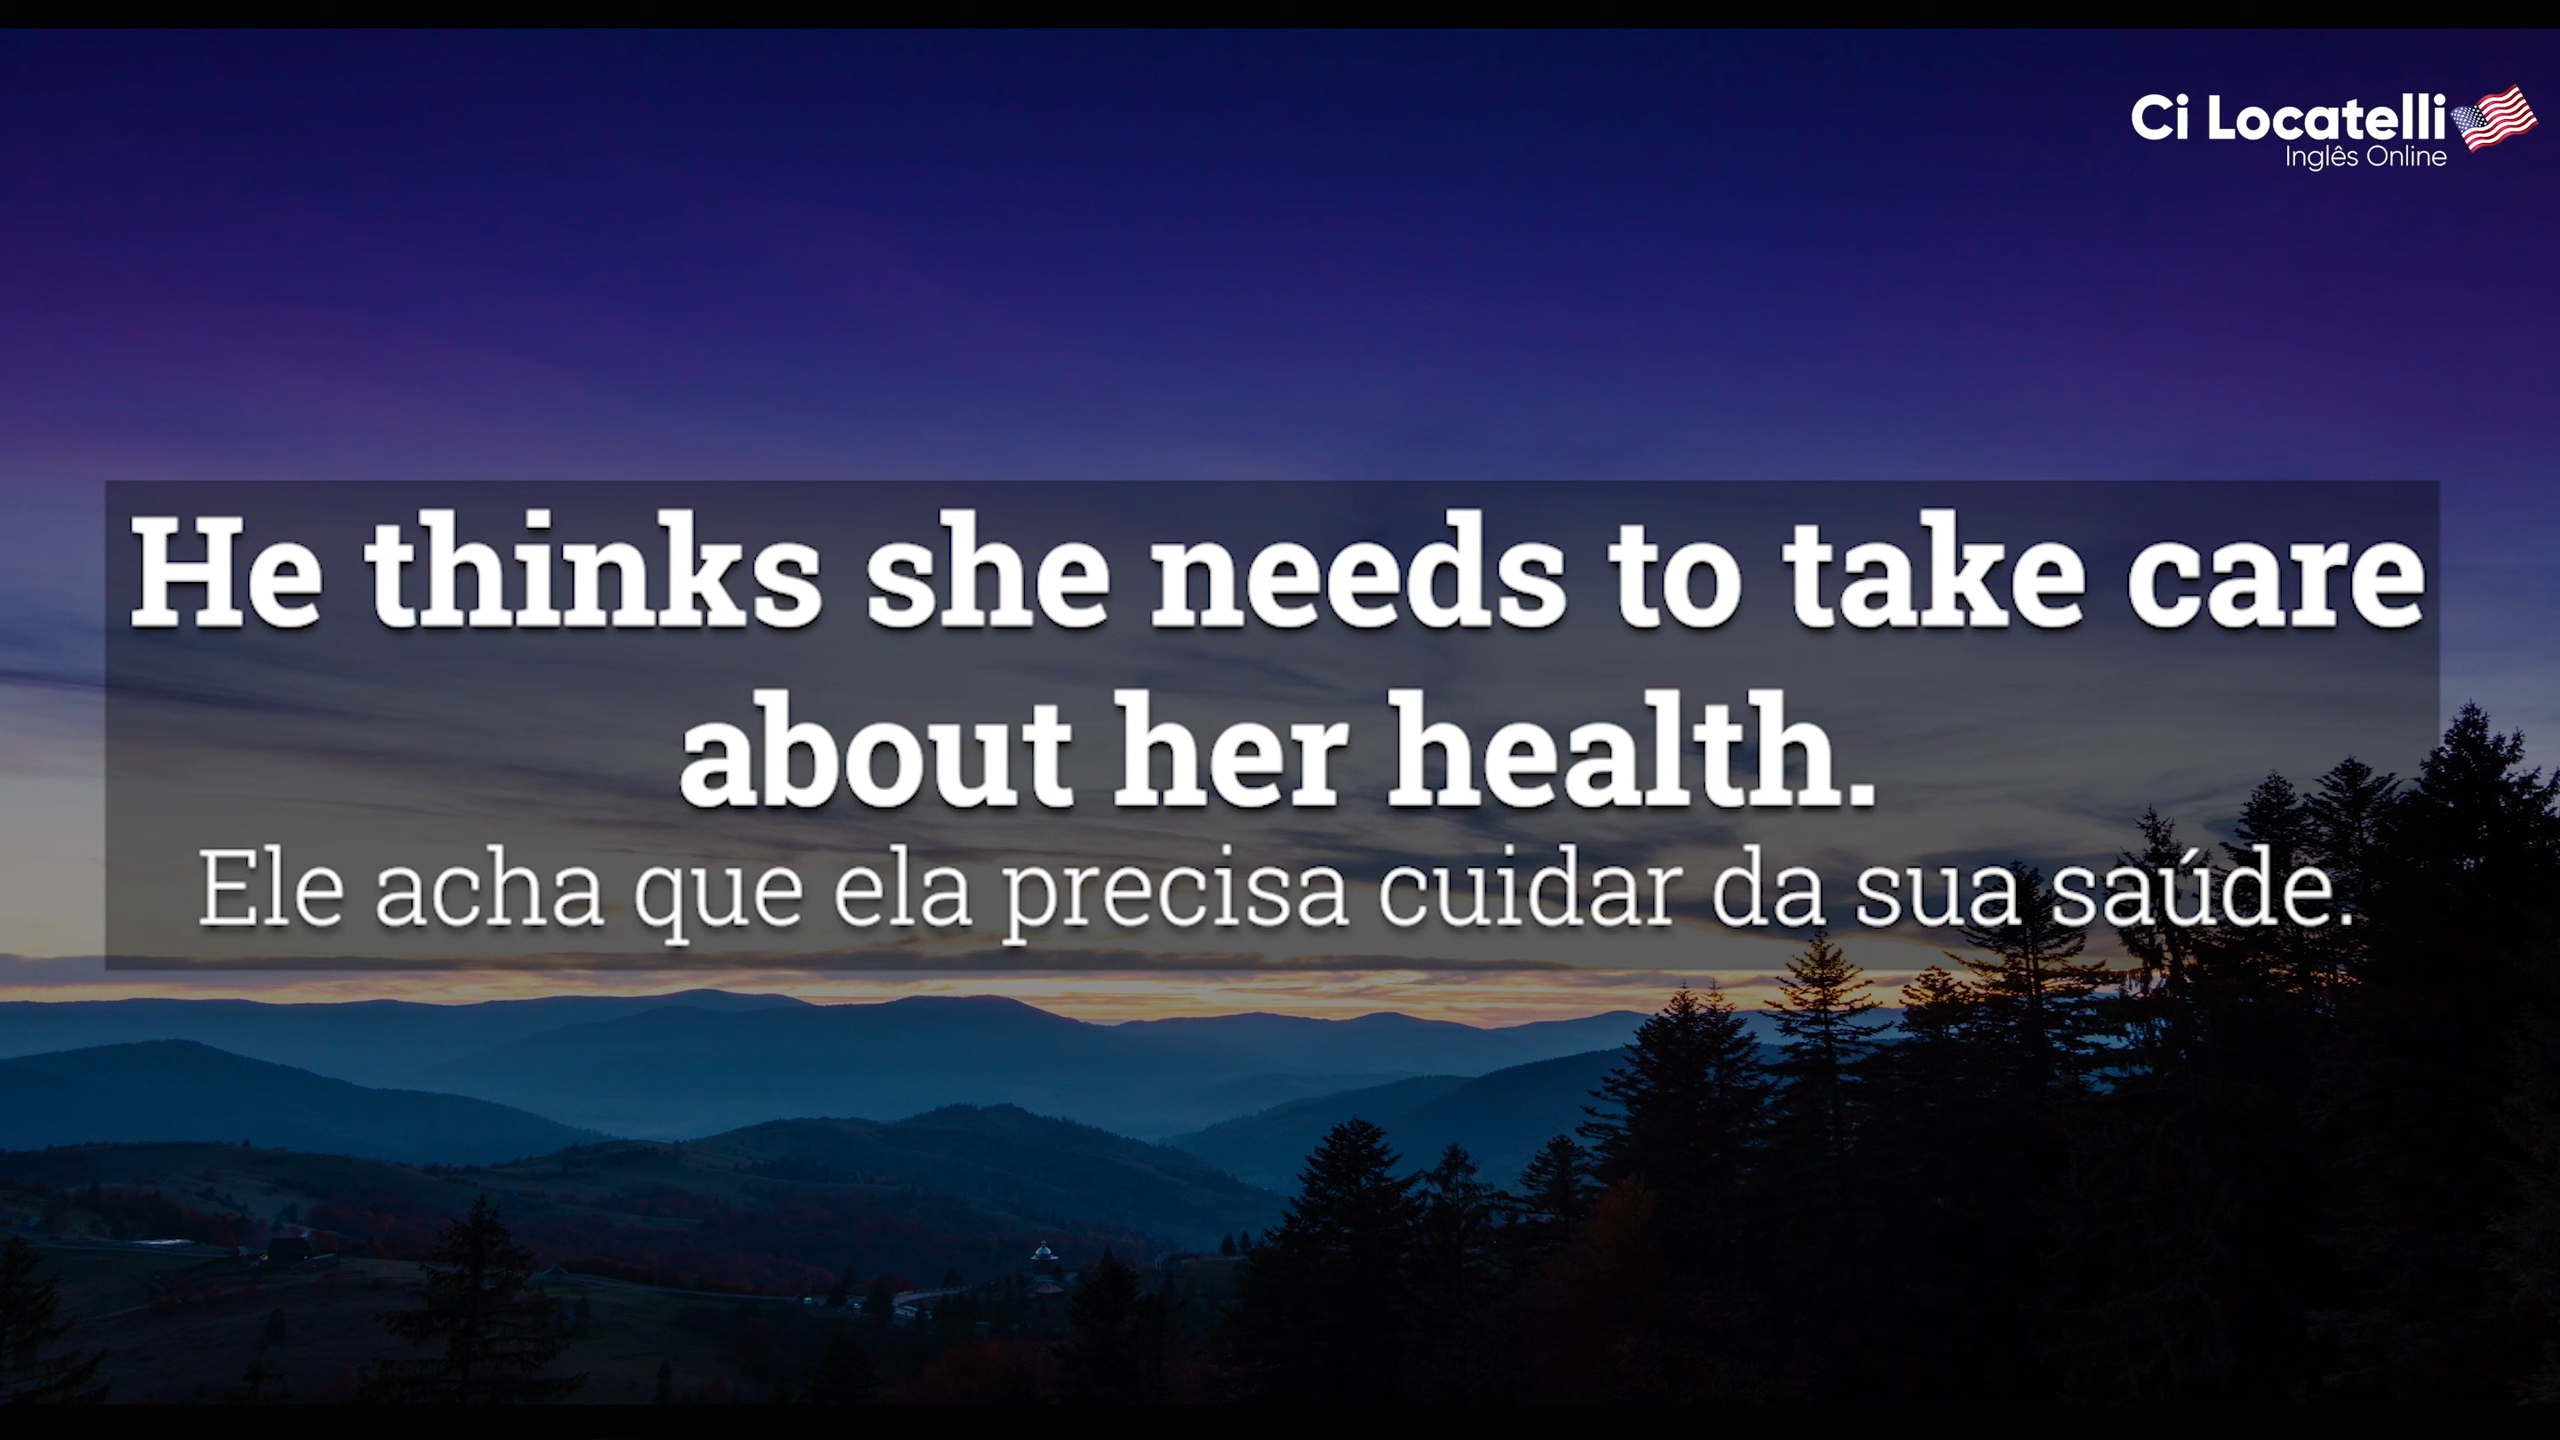 Ci Locatelli
Inglês Online
He thinks she needs to take care
about her health.
Ele acha que ela precisa cuidar da sua saúde.